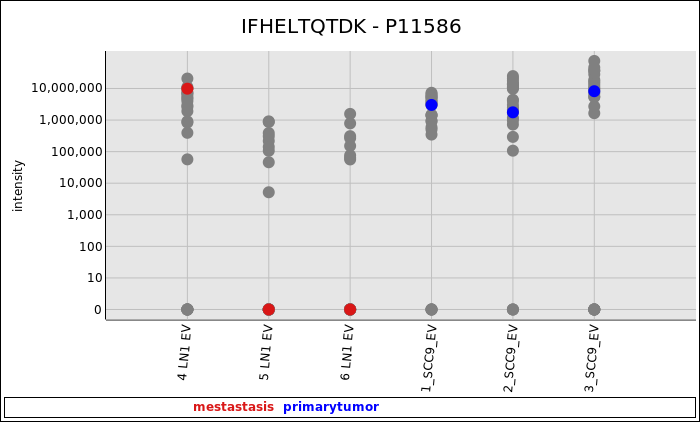 IFHELTQTDK - P11586
intensity
10,000,000
1,000,000
100,000
10,000
1,000
100
10
0
4 LN1 EV
5 LN1 EV
6 LN1 EV
1_SCC9_EV
2_SCC9_EV
3_SCC9_EV
mestastasis primarytumor